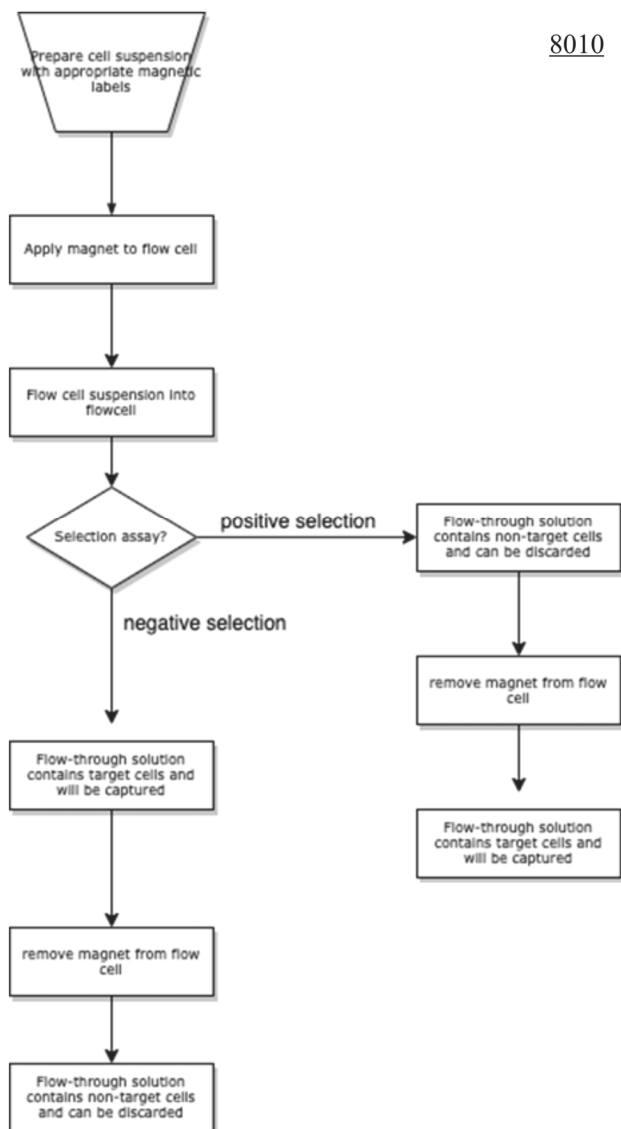 8010
Prepare cell suspension
with appropriate magnetic
labels
Apply magnet to flow cell
Flow cell suspension into
flowcell
Selection assay?
positive selection
Flow-through solution
contains non-target cells
and can be discarded
remove magnet from flow
cell
Flow-through solution
contains target cells and
will be captured
negative selection
Flow-through solution
contains target cells and
will be captured
remove magnet from flow
cell
Flow-through solution
contains non-target cells
and can be discarded